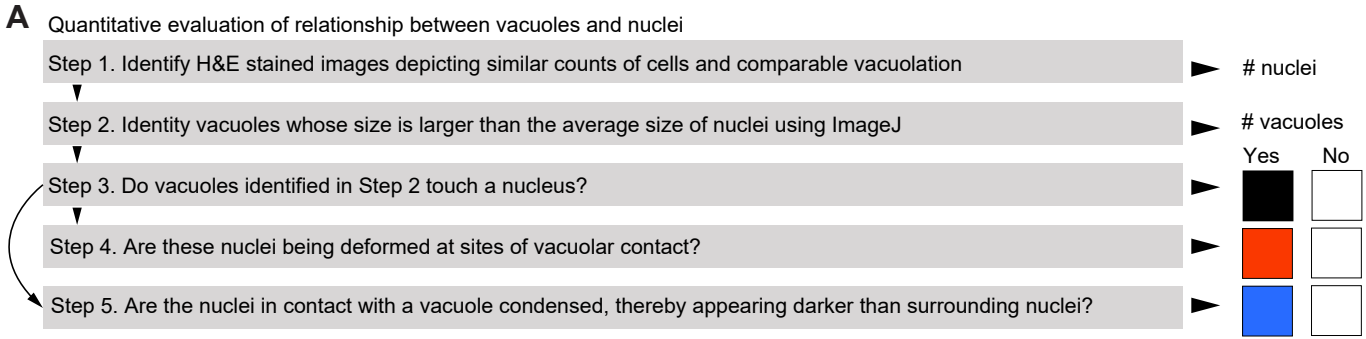 A
Quantitative evaluation of relationship between vacuoles and nuclei
Step 1. Identify H&E stained images depicting similar counts of cells and comparable vacuolation
# nuclei
Step 2. Identity vacuoles whose size is larger than the average size of nuclei using ImageJ
# vacuoles
Yes No
Step 3. Do vacuoles identified in Step 2 touch a nucleus?
Step 4. Are these nuclei being deformed at sites of vacuolar contact?
Step 5. Are the nuclei in contact with a vacuole condensed, thereby appearing darker than surrounding nuclei?